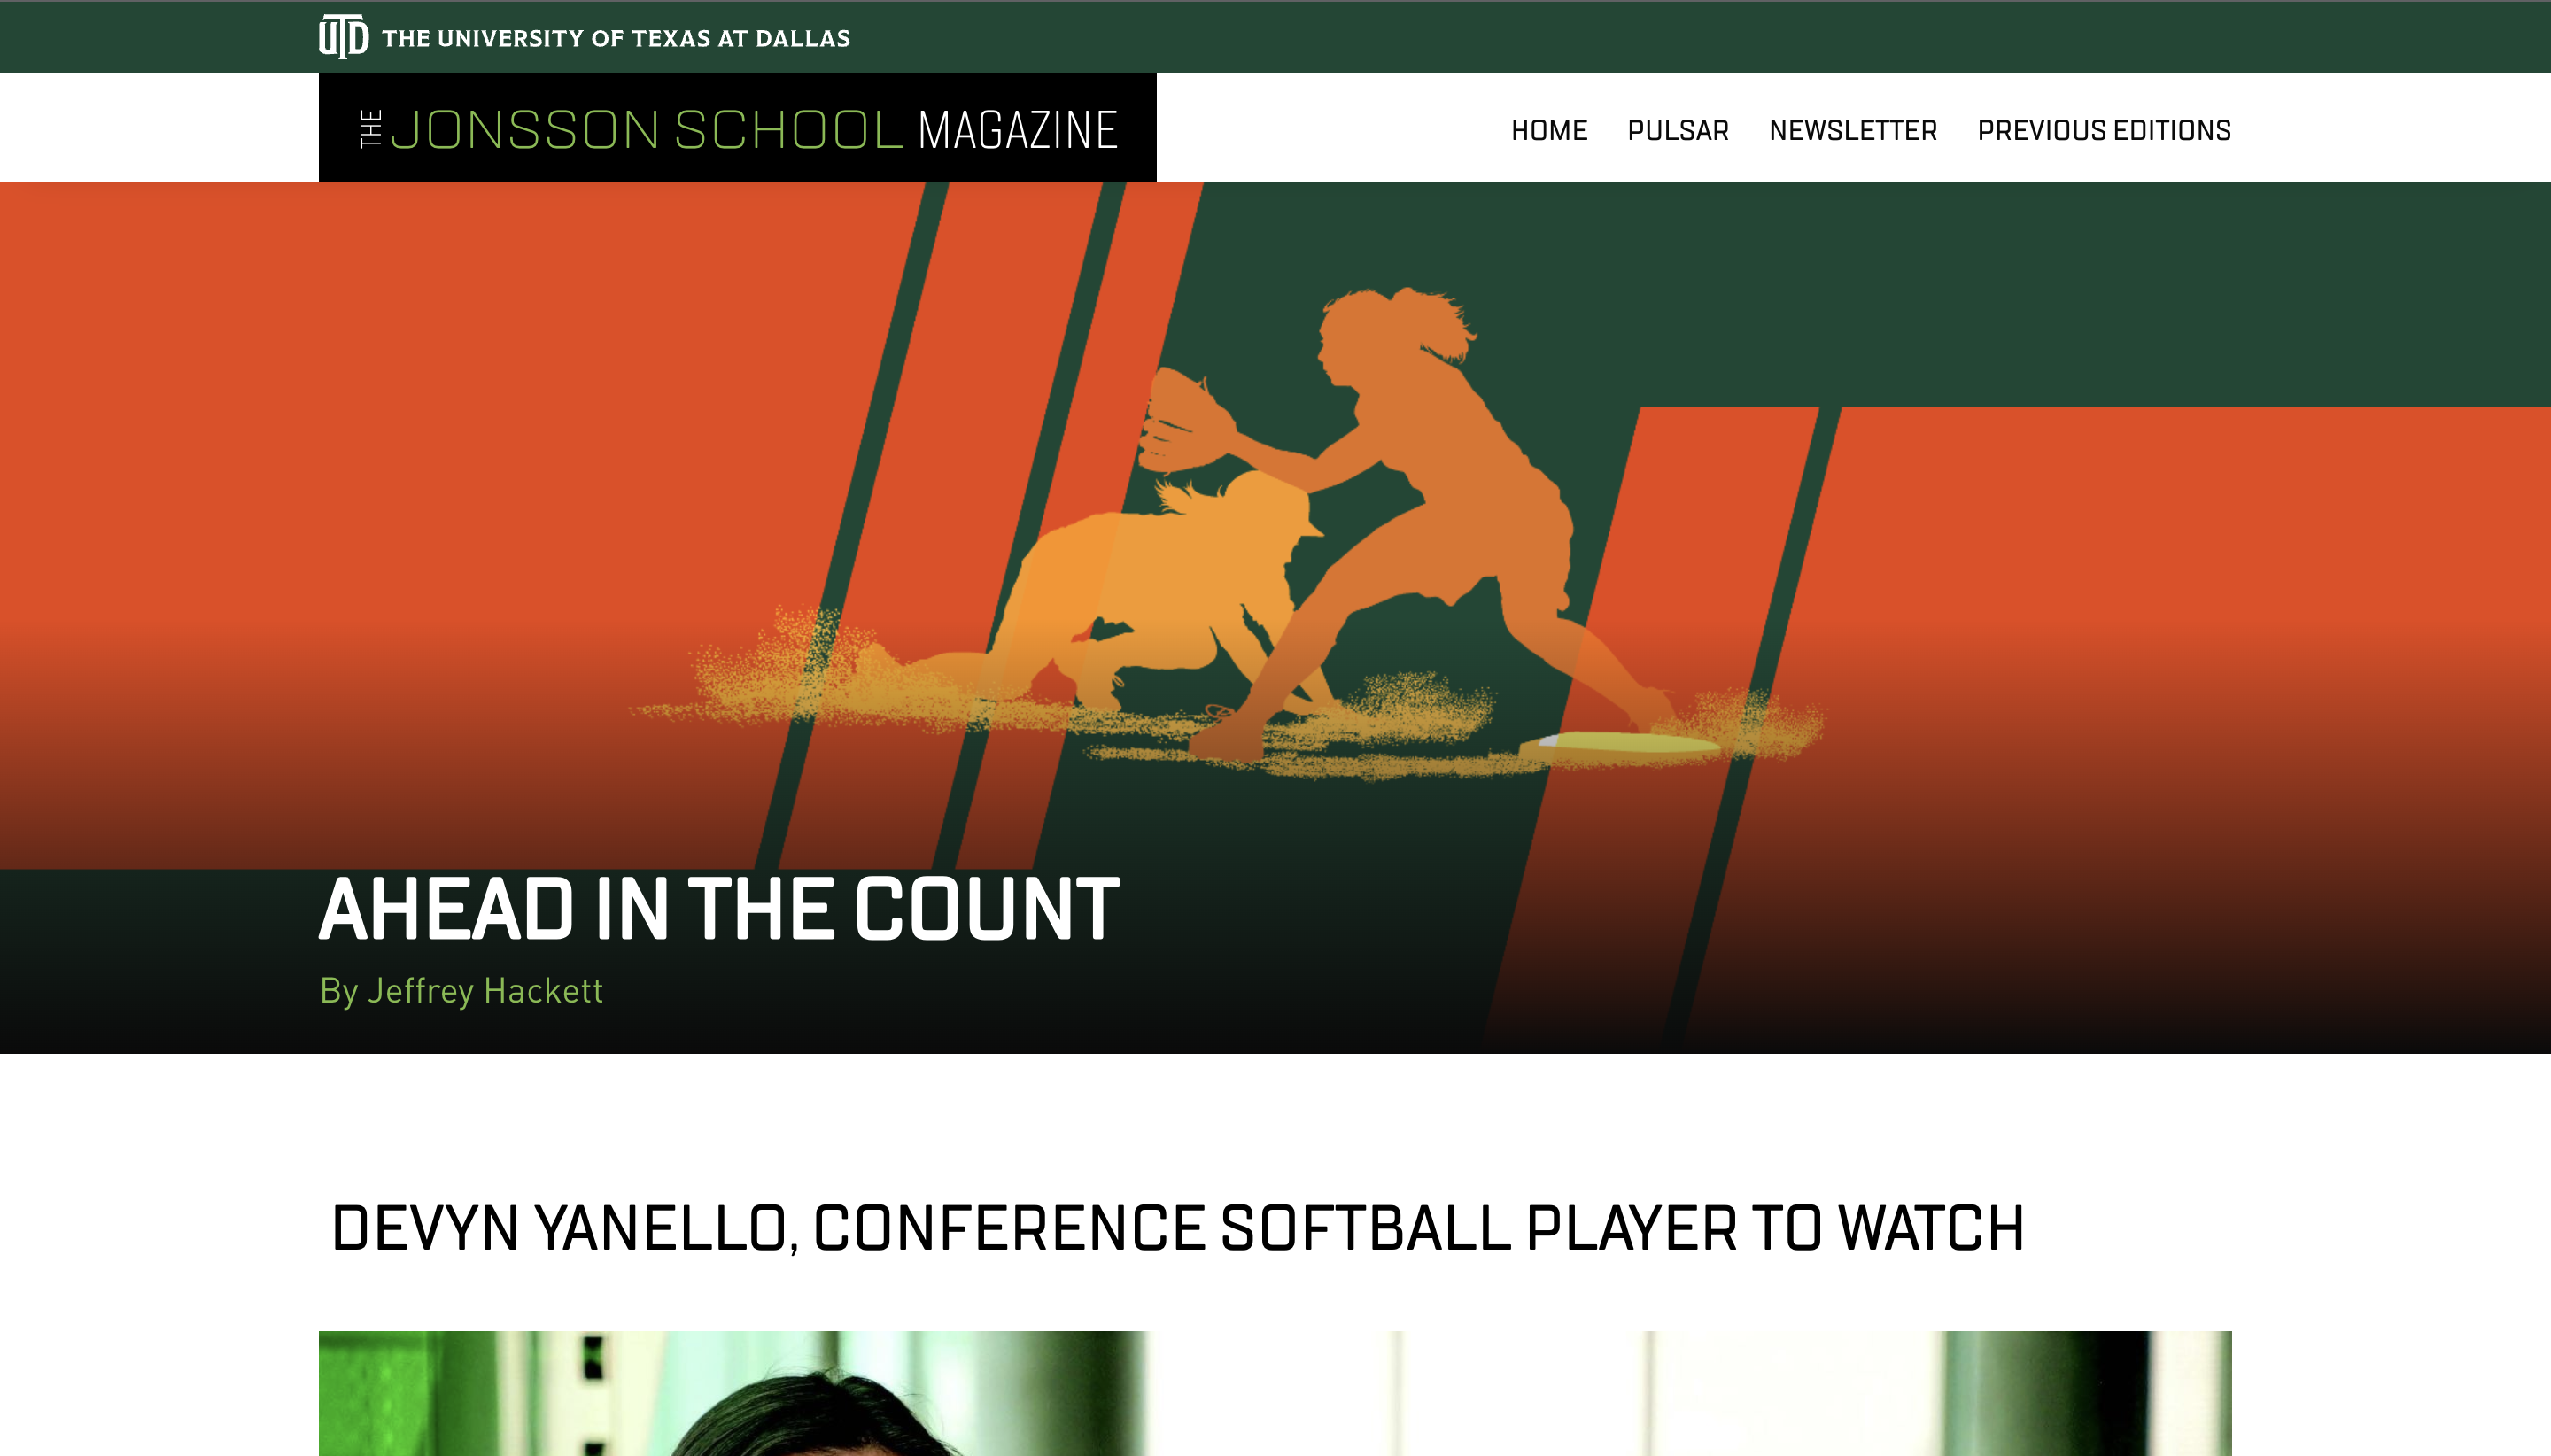 UTD THE UNIVERSITY OF TEXAS AT DALLAS
THE JONSSON SCHOOL MAGAZINE
HOME PULSAR NEWSLETTER PREVIOUS EDITIONS
AHEAD IN THE COUNT
By Jeffrey Hackett
DEVYN YANELLO, CONFERENCE SOFTBALL PLAYER TO WATCH